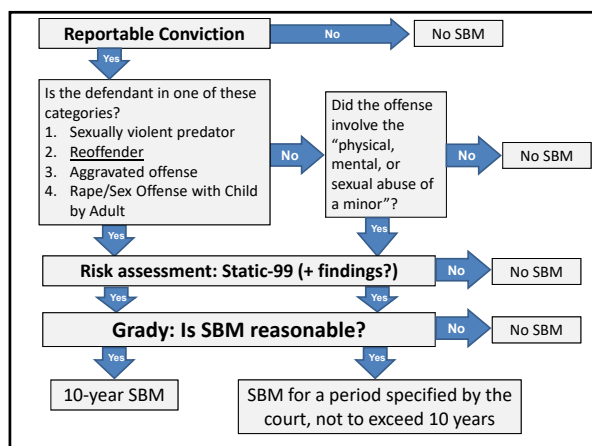 Reportable Conviction
No
No SBM
Yes
Is the defendant in one of these
categories?
1. Sexually violent predator
2. Reoffender
3. Aggravated offense
4. Rape/Sex Offense with Child
by Adult
No
Did the offense
involve the
“physical,
mental, or
sexual abuse of
a minor”?
No
No SBM
Yes
Yes
Risk assessment: Static-99 (+ findings?)
No
No SBM
Yes
Yes
Grady: Is SBM reasonable?
No
No SBM
Yes
Yes
10-year SBM
SBM for a period specified by the
court, not to exceed 10 years